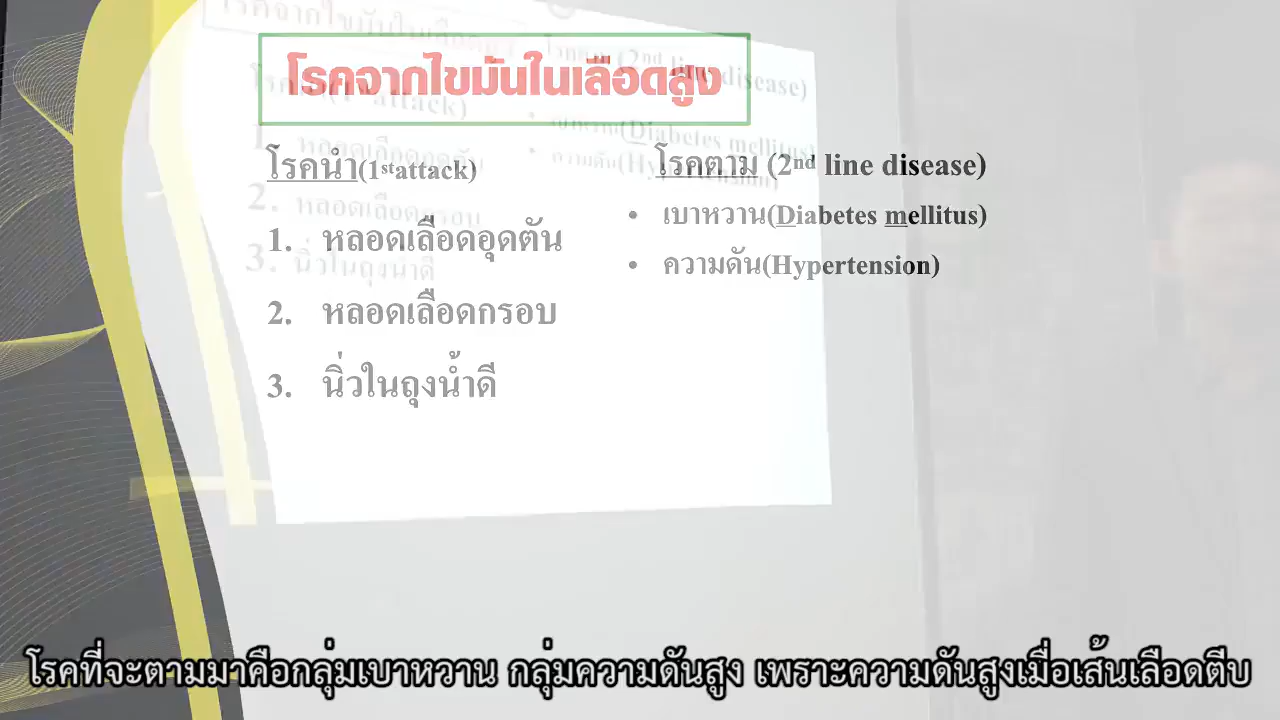 โรคจากไขมันในเลือดสูง
โรคนำ(1stattack)
1. หลอดเลือดอุดตัน
2. หลอดเลือดกรอบ
3. นิ่วในถุงน้ำดี
โรคตาม (2nd line disease)
• เบาหวาน(Diabetes mellitus)
• ความดัน(Hypertension)
โรคที่จะตามมาคือกลุ่มเบาหวาน กลุ่มความดันสูง เพราะความดันสูงเมื่อเส้นเลือดตีบ